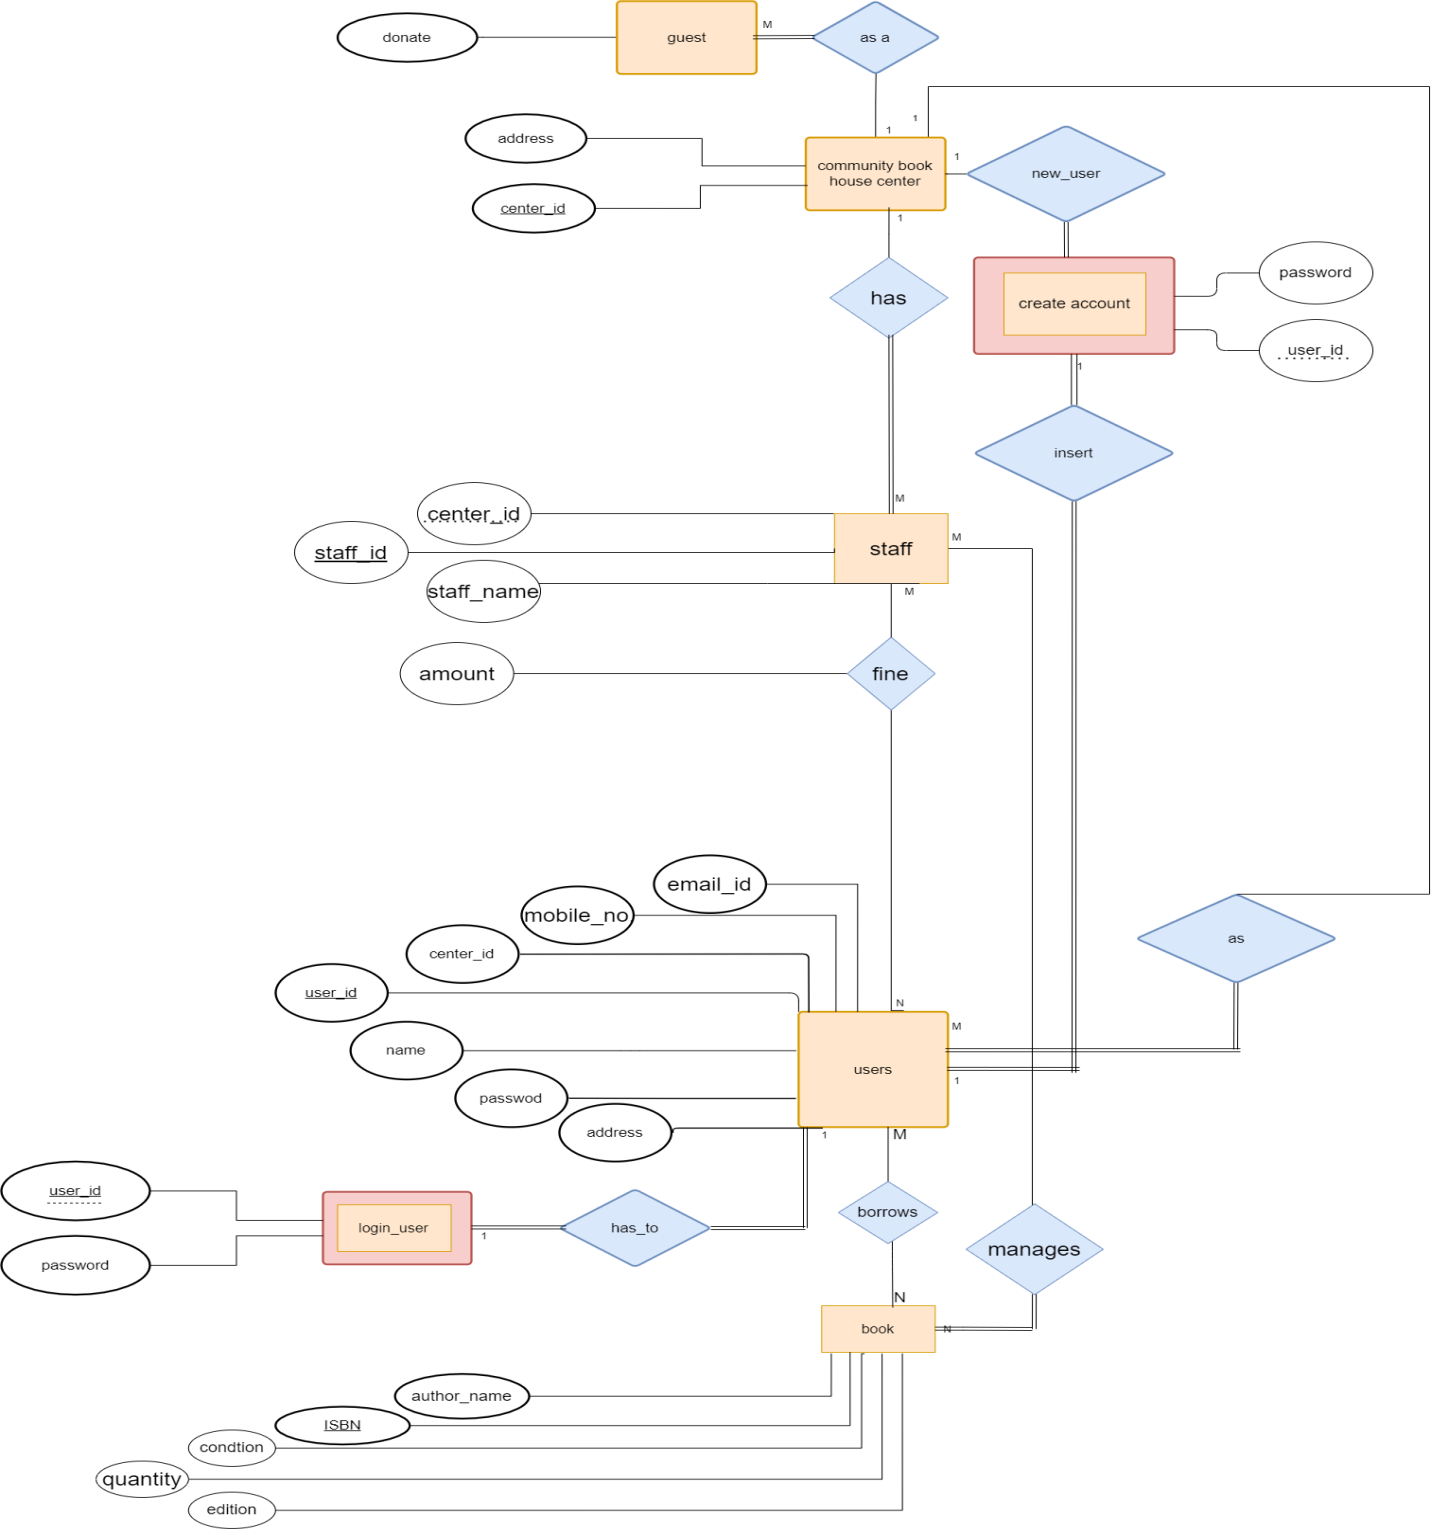 donate
guest
M
as a
1
1
address
community book
house center
1
new_user
center_id
1
password
has
create account
user_id
1
insert
center_id
M
staff_id
staff
M
staff_name
M
amount
fine
email_id
mobile_no
center_id
as
user_id
N
M
name
users
1
passwod
address
1
M
user_id
borrows
login_user
has_to
1
manages
password
N
book
N
author_name
ISBN
condtion
quantity
edition